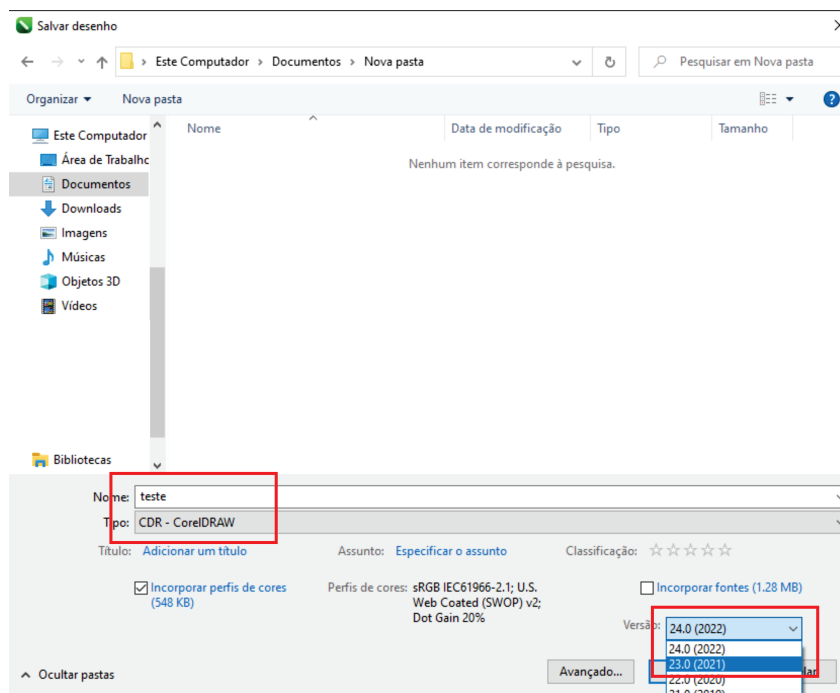 Salvar desenho
Este Computador > Documentos > Nova pasta
Pesquisar em Nova pasta
Organizar
Nova pasta
Nome
Data de modificação
Tipo
Tamanho
Nenhum item corresponde à pesquisa.
Este Computador
Área de Trabalhc
Documentos
Downloads
Imagens
Músicas
Objetos 3D
Vídeos
Bibliotecas
Nome: teste
Tipo: CDR - CorelDRAW
Título: Adicionar um título
Assunto: Especificar o assunto
Classificação:
Incorporar perfis de cores
(548 KB)
Perfis de cores: sRGB IEC61966-2.1; U.S.
Web Coated (SWOP) v2;
Dot Gain 20%
Incorporar fontes (1.28 MB)
Versão: 24.0 (2022)
24.0 (2022)
23.0 (2021)
22.0 (2020)
Ocultar pastas
Avançado...
lar